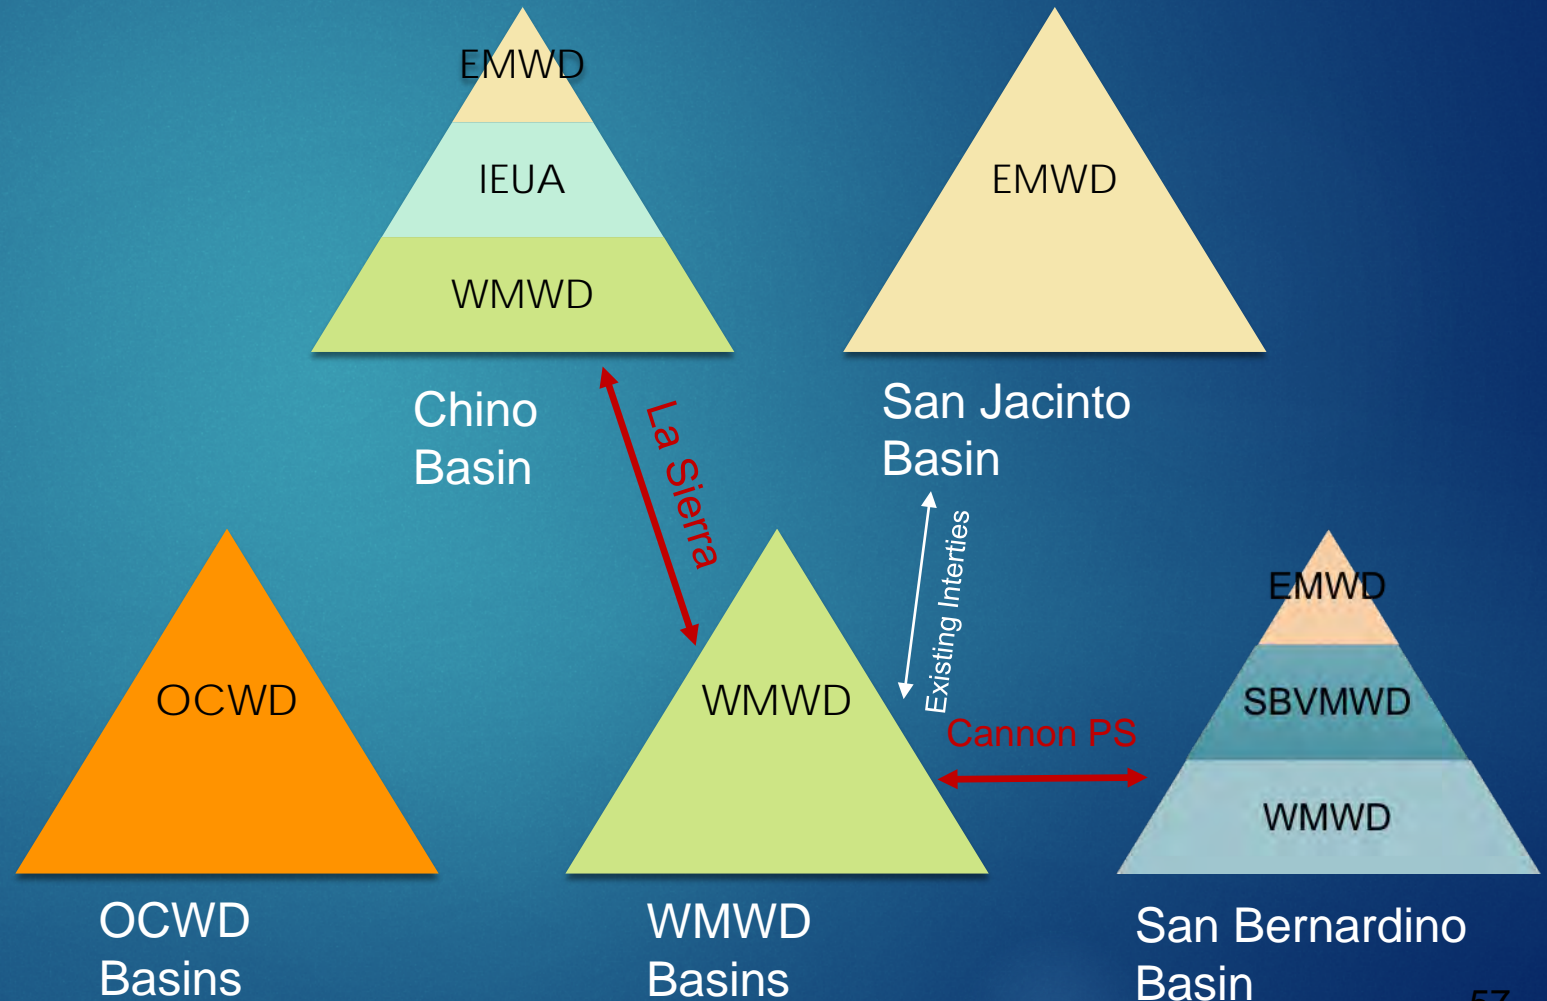 EMWD
IEUA
WMWD
Chino
Basin
EMWD
San Jacinto
Basin
La Sierra
Existing Interties
Cannon PS
OCWD
OCWD
Basins
WMWD
WMWD
Basins
EMWD
SBVMWD
WMWD
San Bernardino
Basin
57